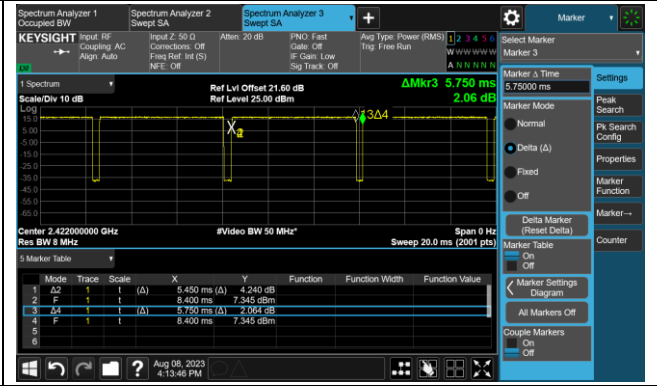 Spectrum Analyzer 1
Occupied BW
Spectrum Analyzer 2
Swept SA
Spectrum Analyzer 3
Swept SA
Marker
KEYSIGHT
Input: RF
Coupling: AC
Align: Auto
Input Z: 50 Ω
Corrections: Off
Freq Ref: Int (S)
NFE: Off
Atten: 20 dB
PNO: Fast
Gate: Off
IF Gain: Low
Sig Track: Off
Avg Type: Power (RMS)
Trig: Free Run
1 2 3 4 5 6
W W W W W W
A N N N N N
Select Marker
Marker 3
1 Spectrum
Scale/Div 10 dB
Ref Lvl Offset 21.60 dB
Ref Level 25.00 dBm
ΔMkr3 5.750 ms
2.06 dB
Log
15.0
5.00
-5.00
-15.0
-25.0
-35.0
-45.0
-55.0
-65.0
X
13Δ4
Center 2.422000000 GHz
Res BW 8 MHz
#Video BW 50 MHz*
Span 0 Hz
Sweep 20.0 ms (2001 pts)
5 Marker Table
Mode Trace Scale X Y Function Function Width Function Value
1 Δ2 1 t (Δ) 5.450 ms (Δ) 4.240 dB
2 F 1 t 8.400 ms 7.345 dBm
3 Δ4 1 t (Δ) 5.750 ms (Δ) 2.064 dB
4 F 1 t 8.400 ms 7.345 dBm
5
6
Marker Δ Time
5.75000 ms
Marker Mode
Normal
Delta (Δ)
Fixed
Off
Delta Marker
(Reset Delta)
Marker Table
On
Off
Marker Settings
Diagram
All Markers Off
Couple Markers
On
Off
Settings
Peak
Search
Pk Search
Config
Properties
Marker
Function
Marker→
Counter
?
Aug 08, 2023
4:13:46 PM